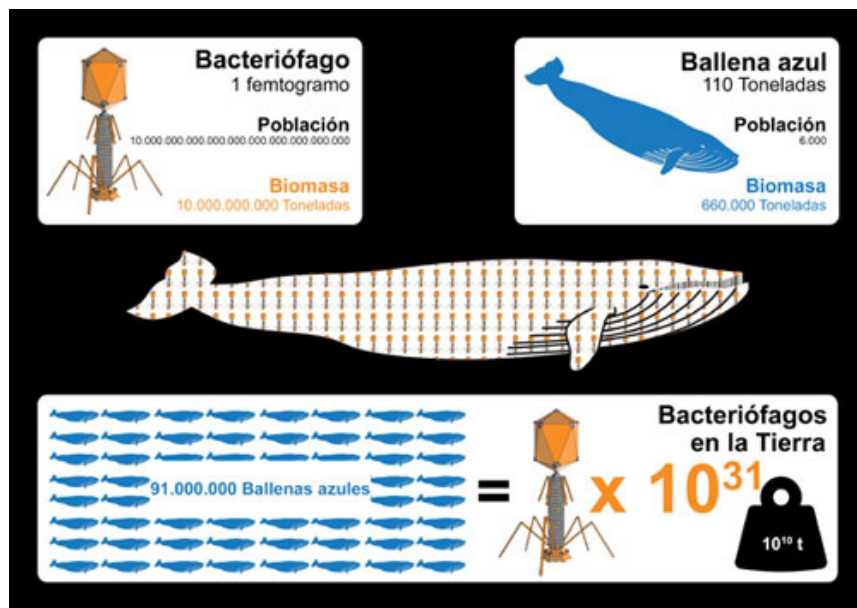 Bacteriófago
1 femtogramo
Población
10.000.000.000.000.000.000.000.000.000.000
Biomasa
10.000.000.000 Toneladas
Ballena azul
110 Toneladas
Población
6.000
Biomasa
660.000 Toneladas
91.000.000 Ballenas azules
=
Bacteriófagos
en la Tierra
x 10³¹
10¹⁰ t